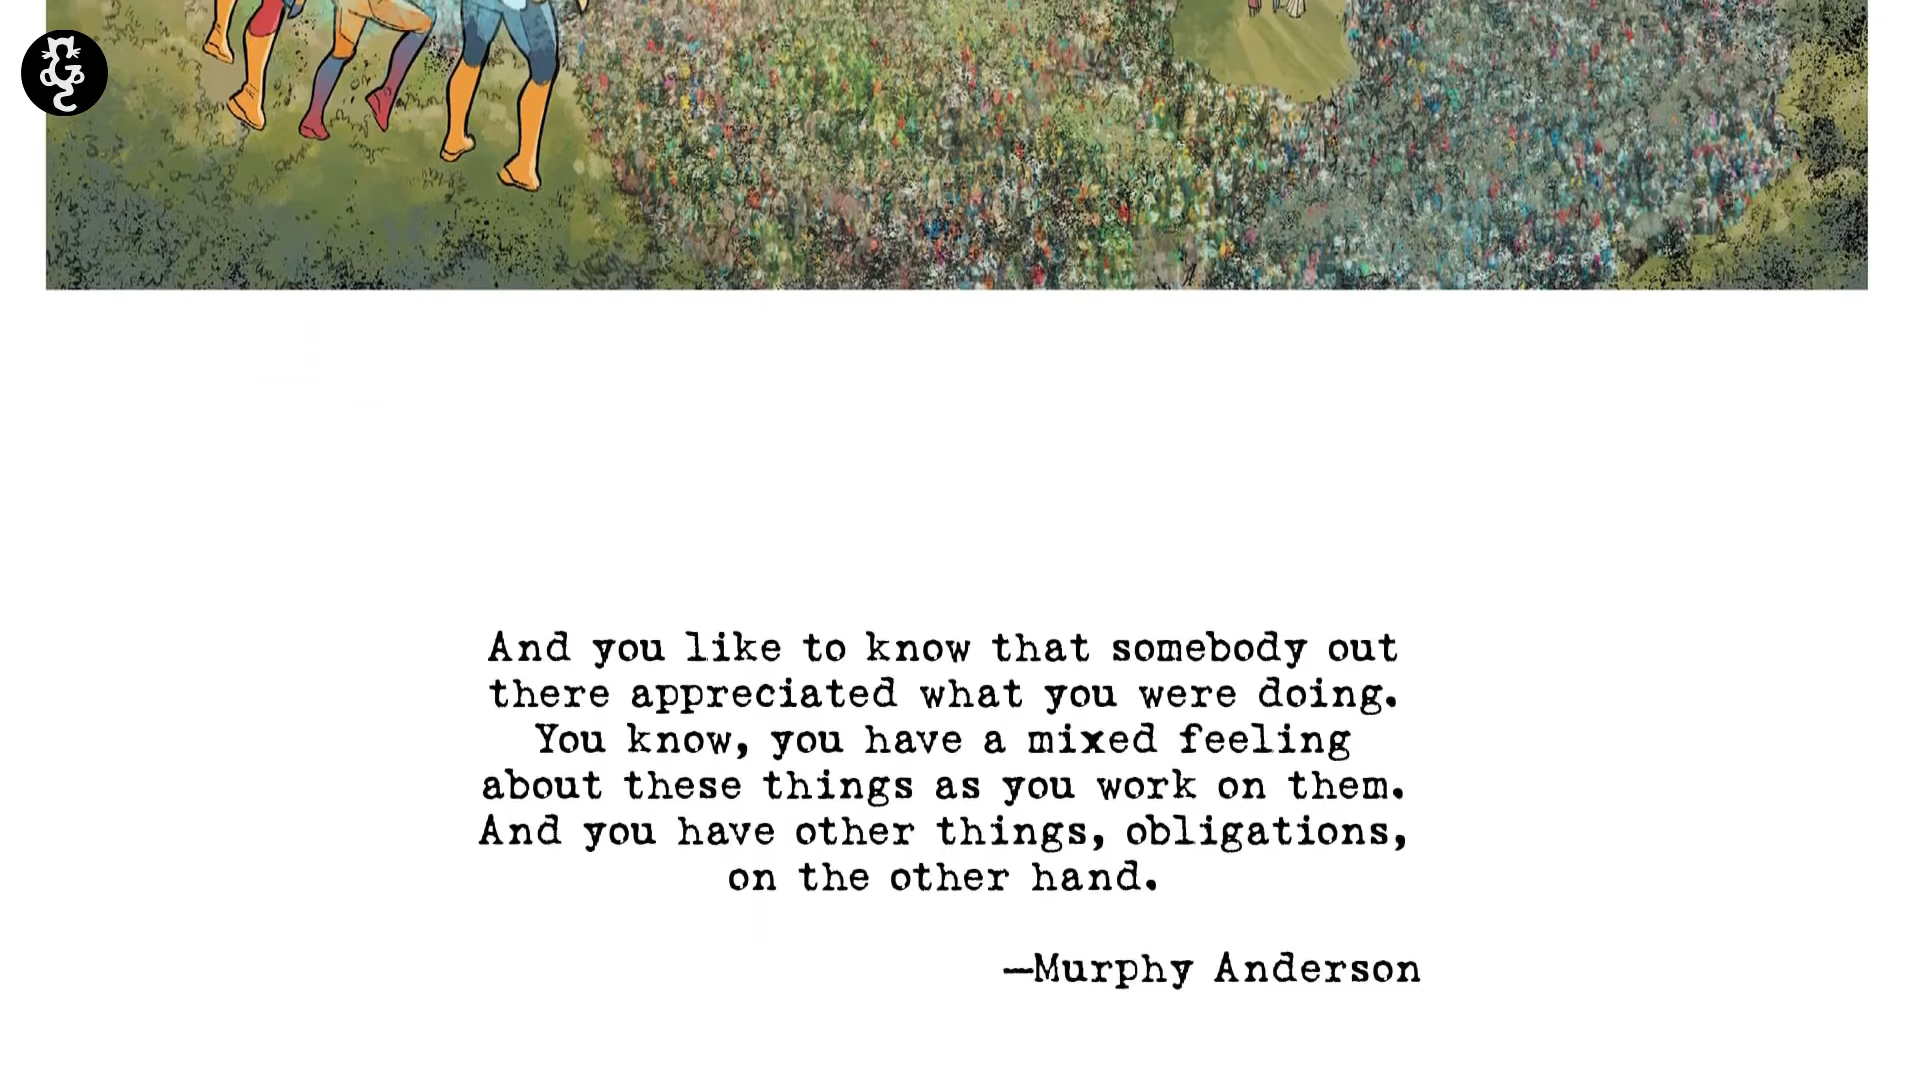 And you like to know that somebody out
there appreciated what you were doing.
You know, you have a mixed feeling
about these things as you work on them.
And you have other things, obligations,
on the other hand.
—Murphy Anderson